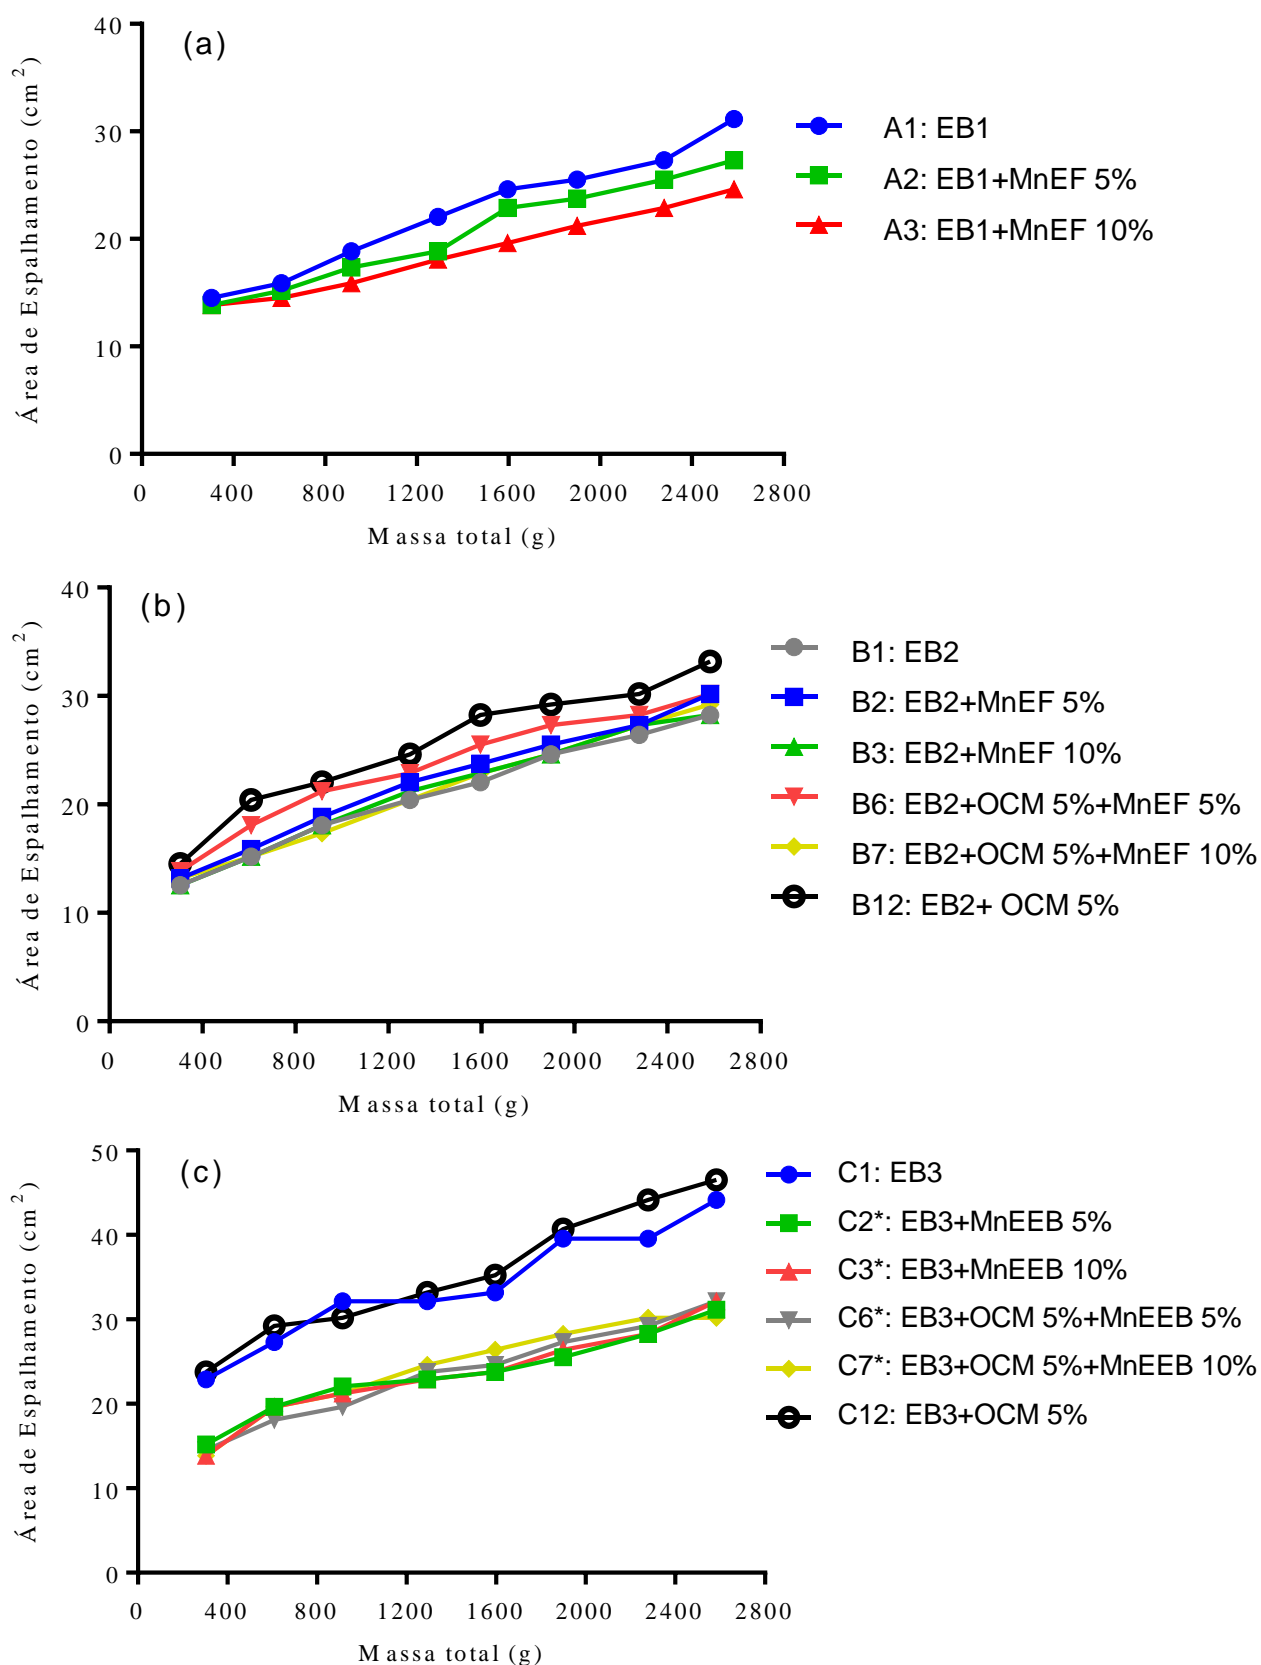 40
(a)
30
20
10
0
Área de Espalhamento (cm²)
0 400 800 1200 1600 2000 2400 2800
Massa total (g)
A1: EB1
A2: EB1+MnEF 5%
A3: EB1+MnEF 10%
40
(b)
30
20
10
0
Área de Espalhamento (cm²)
0 400 800 1200 1600 2000 2400 2800
Massa total (g)
B1: EB2
B2: EB2+MnEF 5%
B3: EB2+MnEF 10%
B6: EB2+OCM 5%+MnEF 5%
B7: EB2+OCM 5%+MnEF 10%
B12: EB2+ OCM 5%
50
(c)
40
30
20
10
0
Área de Espalhamento (cm²)
0 400 800 1200 1600 2000 2400 2800
Massa total (g)
C1: EB3
C2*: EB3+MnEEB 5%
C3*: EB3+MnEEB 10%
C6*: EB3+OCM 5%+MnEEB 5%
C7*: EB3+OCM 5%+MnEEB 10%
C12: EB3+OCM 5%